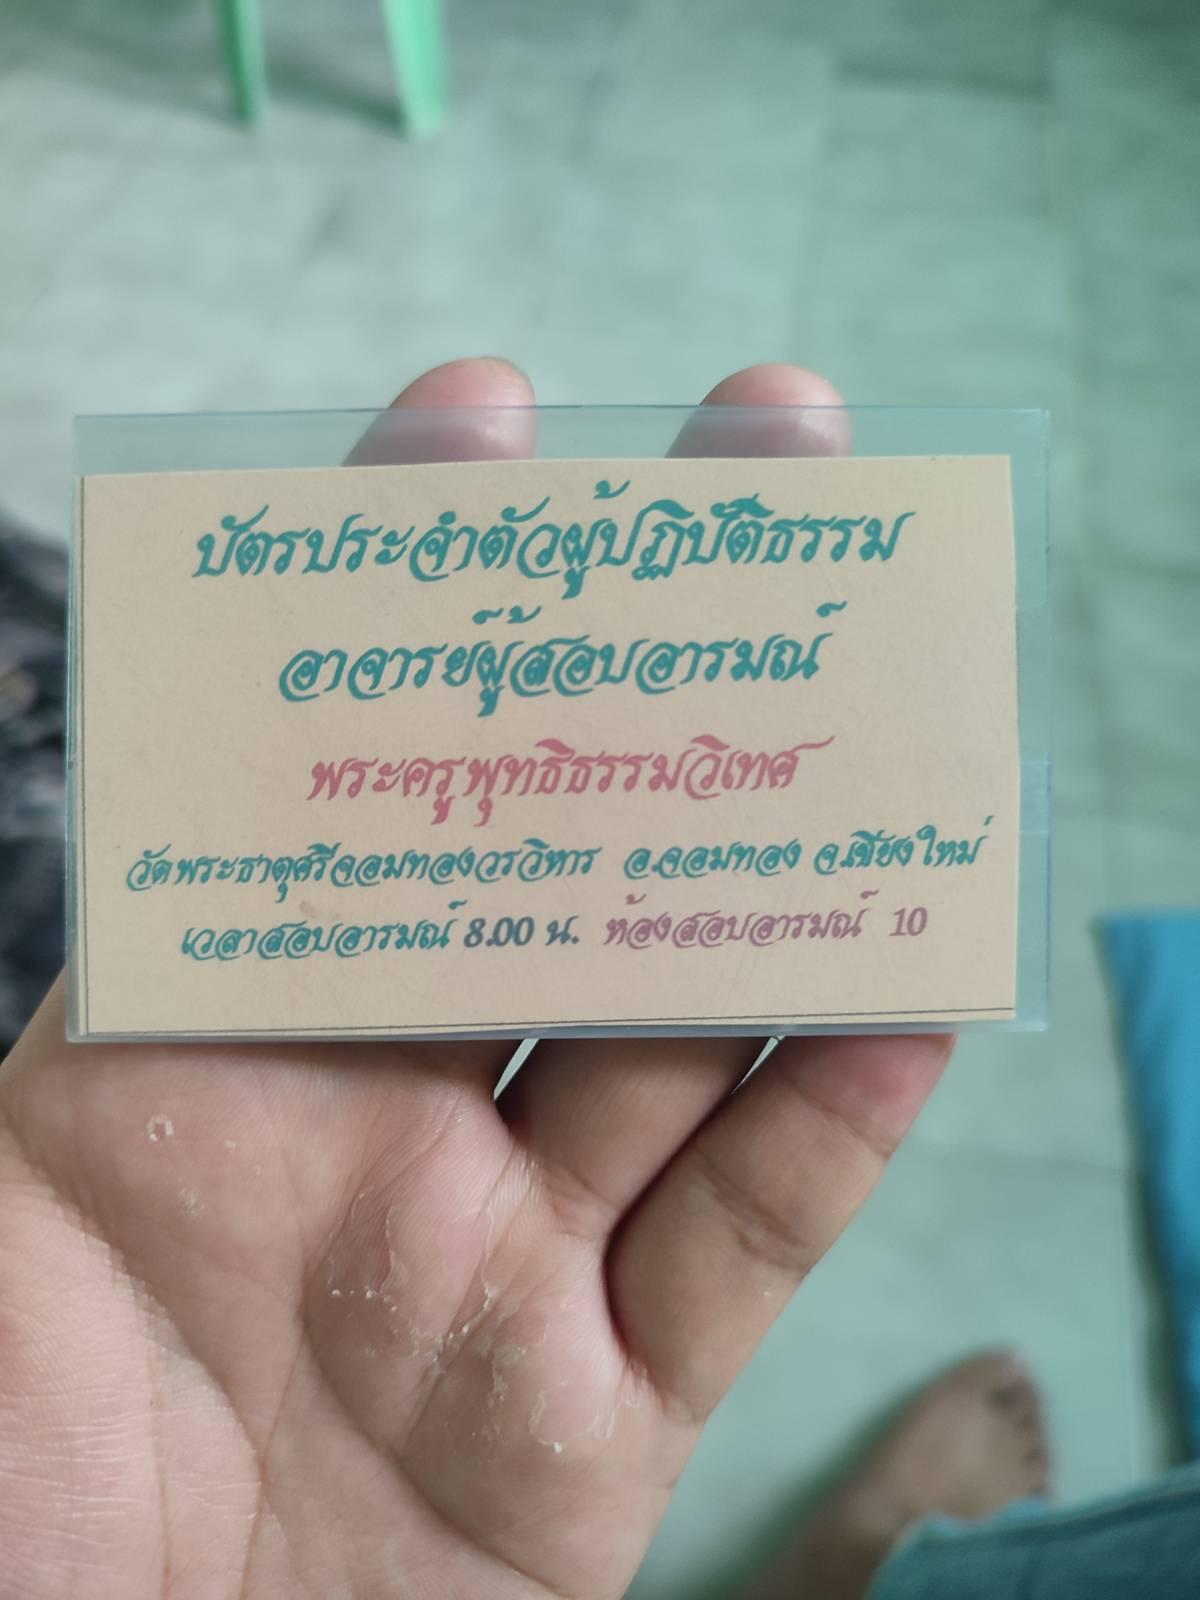 บัตรประจำตัวผู้ปฏิบัติธรรม
อาจารย์ผู้สอบอารมณ์
พระครูพุทธิธรรมวิเทศ
วัดพระธาตุศรีจอมทองวรวิหาร อ.จอมทอง จ.เชียงใหม่
เวลาสอบอารมณ์ 8.00 น. ห้องสอบอารมณ์ 10